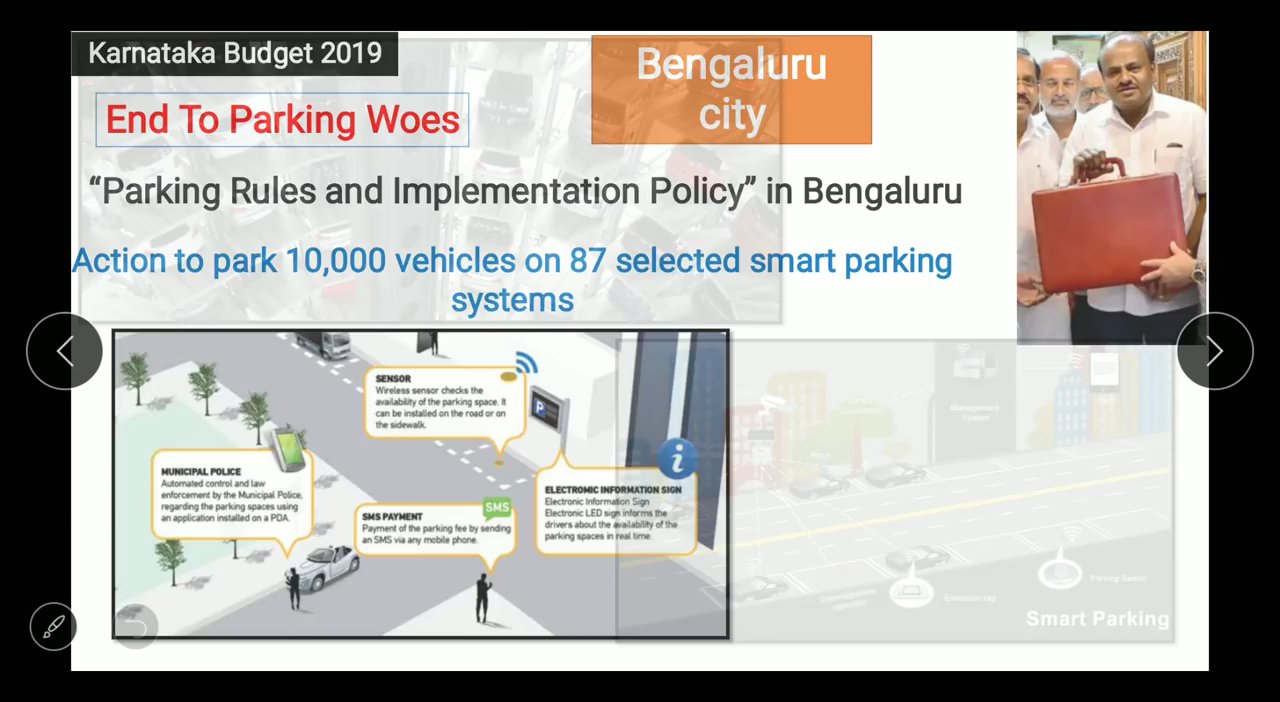 Karnataka Budget 2019
Bengaluru
city
End To Parking Woes
“Parking Rules and Implementation Policy” in Bengaluru
Action to park 10,000 vehicles on 87 selected smart parking
systems
SENSOR
Wireless sensor checks the
availability of the parking space. It
can be installed on the road or on
the sidewalk.
P
MUNICIPAL POLICE
Automated control and law
enforcement by the Municipal Police,
regarding the parking spaces using
an application installed on a PDA.
SMS
SMS PAYMENT
Payment of the parking fee by sending
an SMS via any mobile phone.
i
ELECTRONIC INFORMATION SIGN
Electronic Information Sign
Electronic LED sign informs the
drivers about the availability of the
parking spaces in real time.
Management
System
Parking Sensor
Electronic tag
Smart Parking